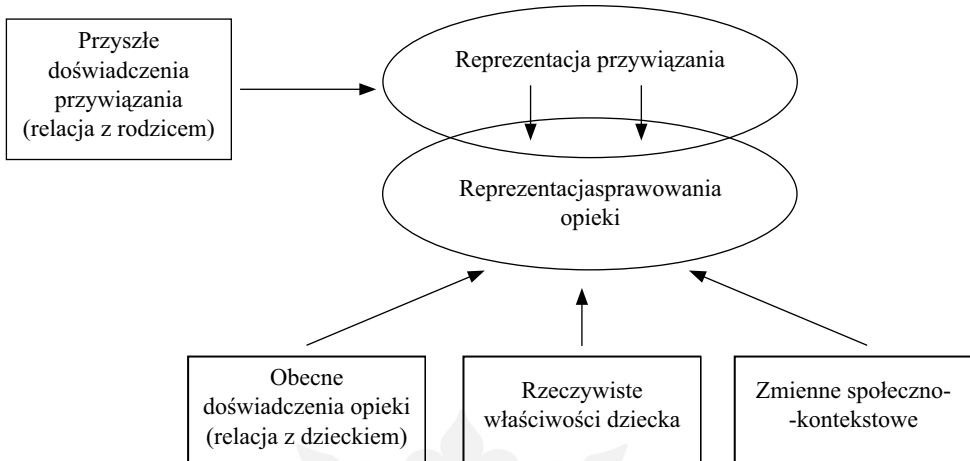 Przyszłe
doświadczenia
przywiązania
(relacja z rodzicem)
Reprezentacja przywiązania
Reprezentacjasprawowania
opieki
Obecne
doświadczenia opieki
(relacja z dzieckiem)
Rzeczywiste
właściwości dziecka
Zmienne społeczno-
-kontekstowe